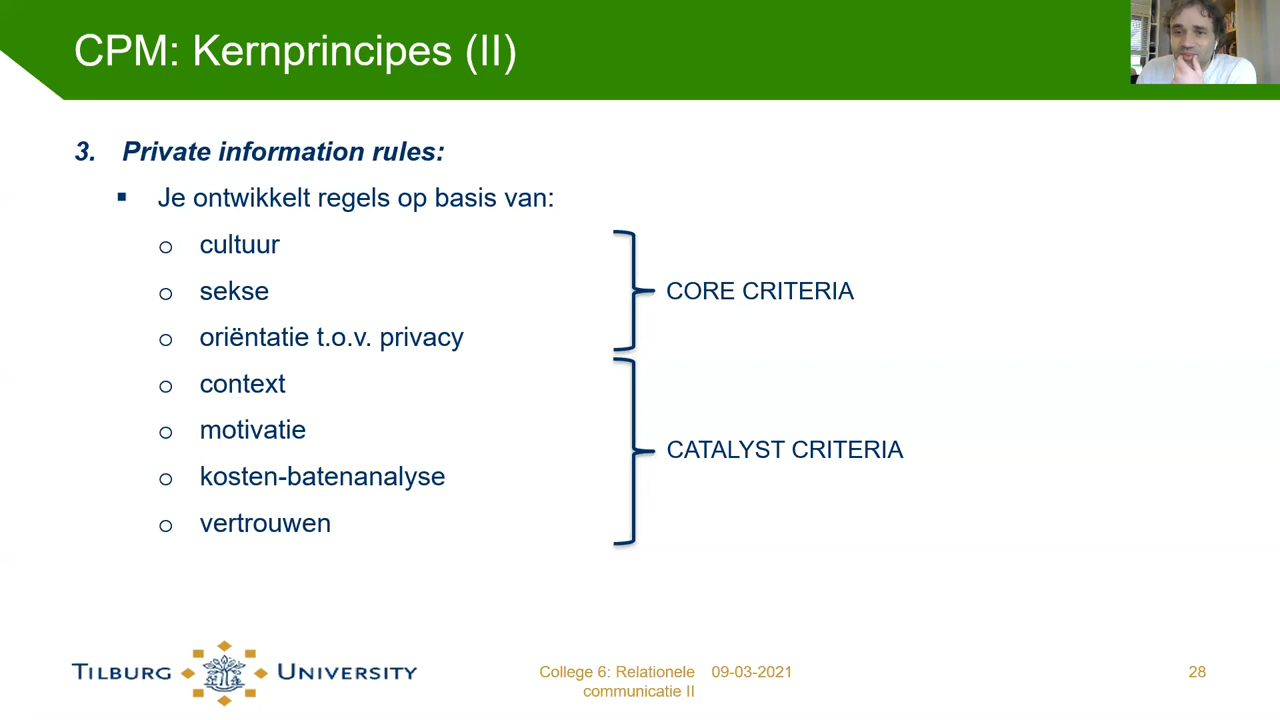 CPM: Kernprincipes (II)
3. Private information rules:
▪ Je ontwikkelt regels op basis van:
o cultuur
o sekse
o oriëntatie t.o.v. privacy
CORE CRITERIA
o context
o motivatie
o kosten-batenanalyse
o vertrouwen
CATALYST CRITERIA
TILBURG UNIVERSITY
College 6: Relationele
communicatie II
09-03-2021
28